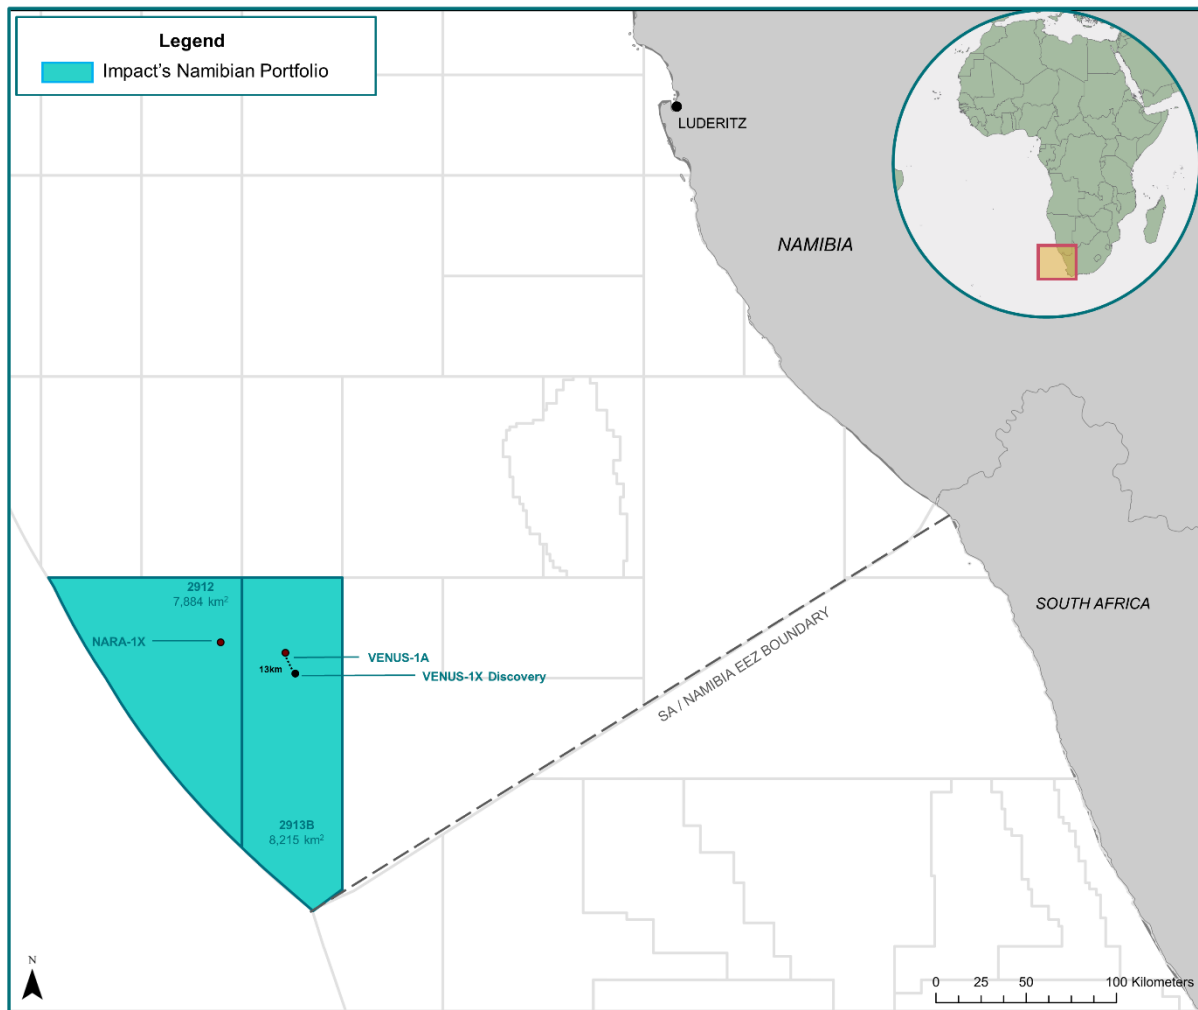 Legend
Impact's Namibian Portfolio
LUDERITZ
NAMIBIA
2912
7,884 km²
NARA-1X
VENUS-1A
13km
VENUS-1X Discovery
SOUTH AFRICA
SA / NAMIBIA EEZ BOUNDARY
2913B
8,215 km²
N
0 25 50 100 Kilometers